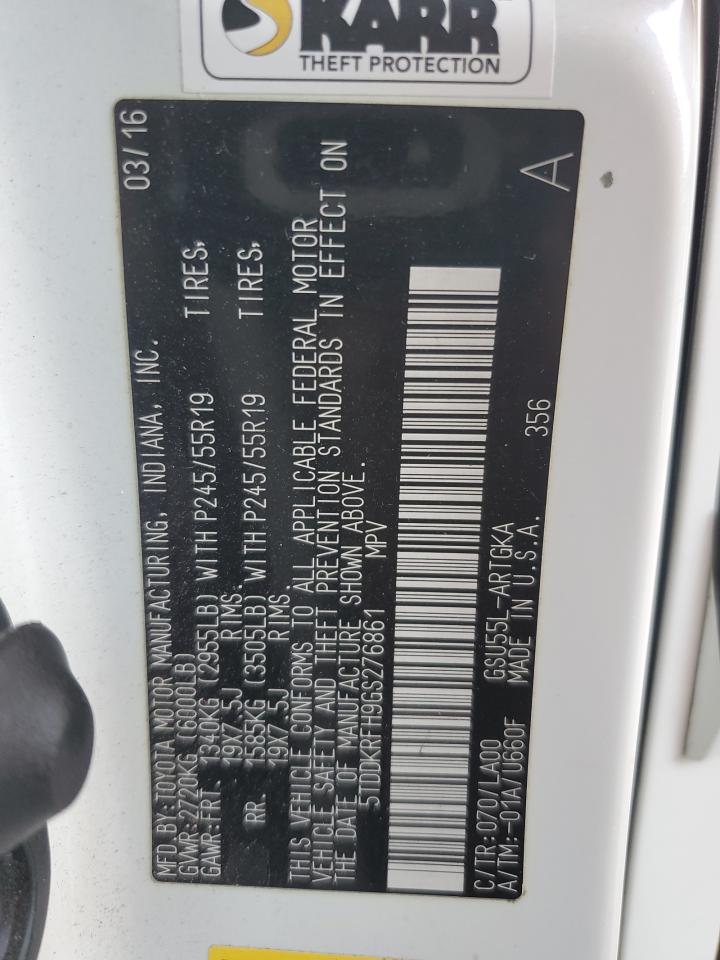 KARR
THEFT PROTECTION
MFD BY: TOYOTA MOTOR MANUFACTURING, INDIANA, INC. 03/16
GVWR: 2720KG (6000LB)
GAWR: FRT. 1340KG (2955LB) WITH P245/55R19 TIRES,
19X7.5J RIMS.
RR. 1585KG (3505LB) WITH P245/55R19 TIRES,
19X7.5J RIMS.
THIS VEHICLE CONFORMS TO ALL APPLICABLE FEDERAL MOTOR
VEHICLE SAFETY AND THEFT PREVENTION STANDARDS IN EFFECT ON
THE DATE OF MANUFACTURE SHOWN ABOVE.
5TDDKRFH9GS276861 MPV
C/TR: 070/LA00 GSU55L-ARTGKA 356 A
A/TM: -01A/U660F MADE IN U.S.A.